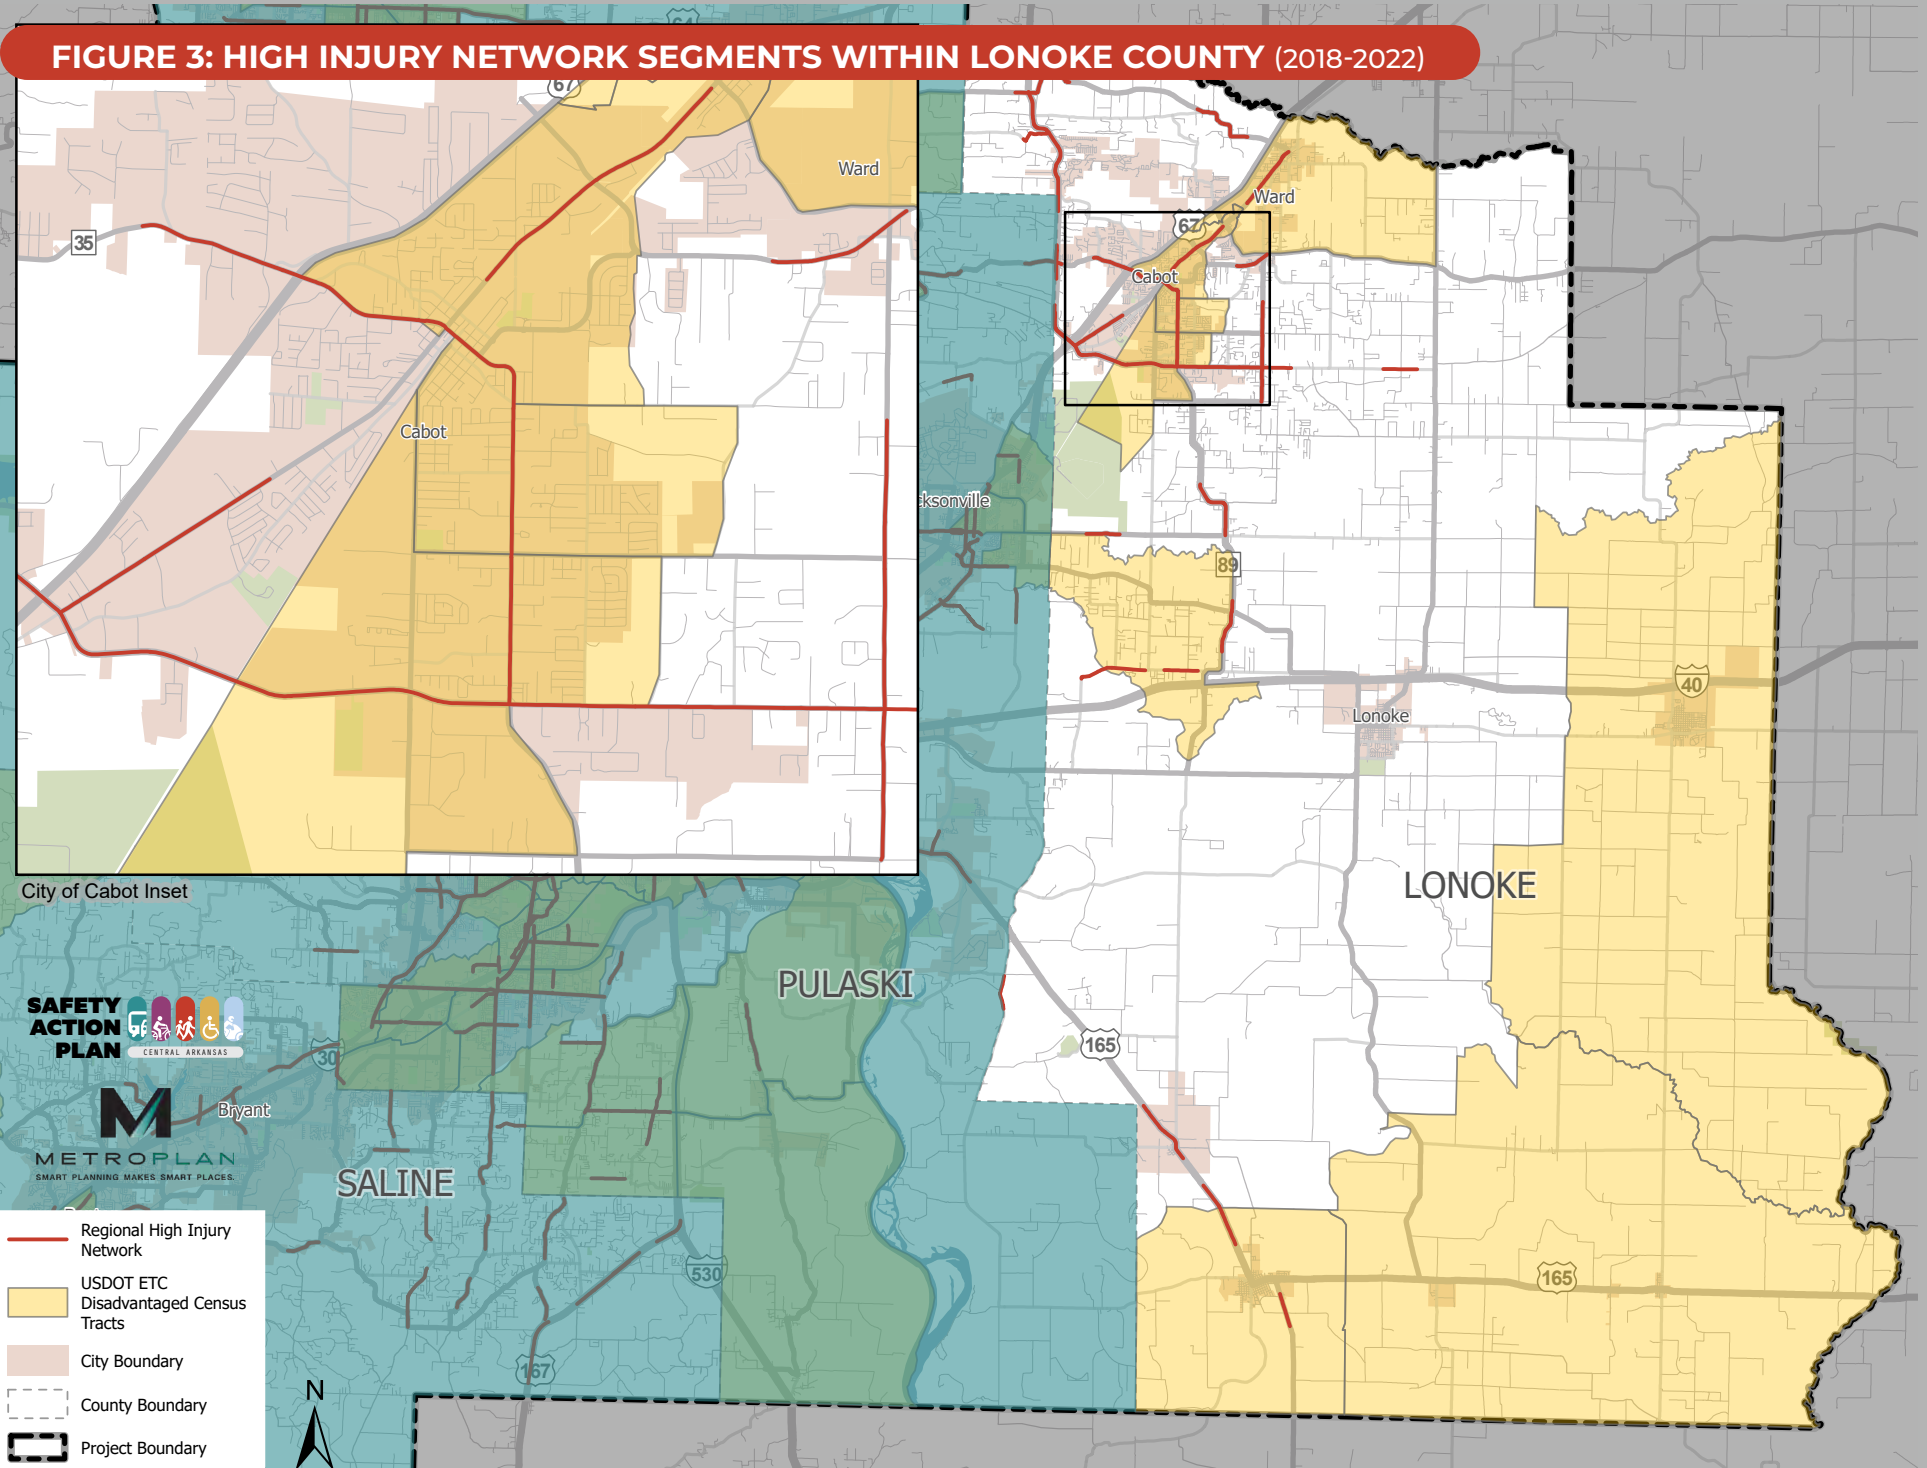 FIGURE 3: HIGH INJURY NETWORK SEGMENTS WITHIN LONOKE COUNTY (2018-2022)
64
67
Ward
35
Cabot
City of Cabot Inset
Ward
67
Cabot
cksonville
89
40
Lonoke
LONOKE
PULASKI
165
SAFETY
ACTION
PLAN
CENTRAL ARKANSAS
30
Bryant
METROPLAN
SMART PLANNING MAKES SMART PLACES.
SALINE
530
165
167
Regional High Injury
Network
USDOT ETC
Disadvantaged Census
Tracts
City Boundary
County Boundary
Project Boundary
N